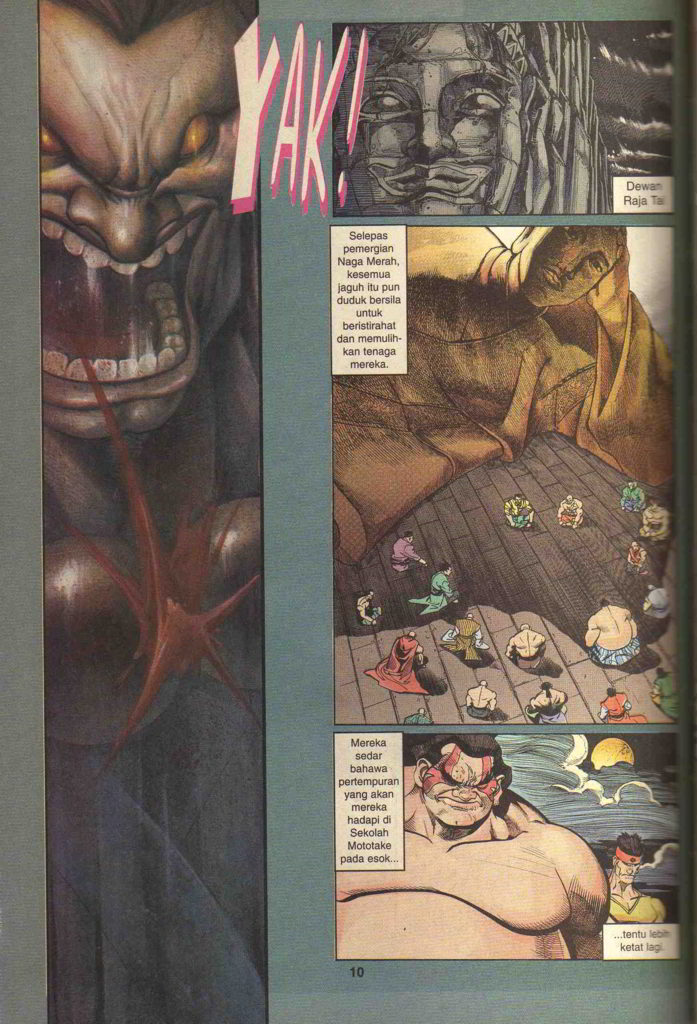 YAK!
Dewan
Raja Tai
Selepas
pemergian
Naga Merah,
kesemua
jaguh itu pun
duduk bersila
untuk
beristirahat
dan memulih-
kan tenaga
mereka.
Mereka
sedar
bahawa
pertempuran
yang akan
mereka
hadapi di
Sekolah
Mototake
pada esok...
...tentu lebih
ketat lagi.
10